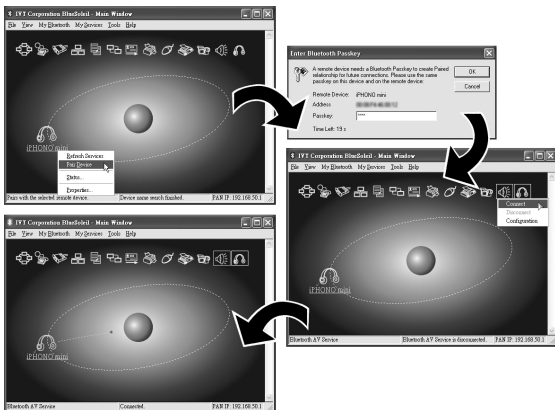 IVT Corporation BlueSoleil - Main Window
File View My Bluetooth My Services Tools Help
iPHONO mini
Refresh Services
Pair Device
Status...
Properties...
Pairs with the selected remote device. Device name search finished. PAN IP: 192.168.50.1
Enter Bluetooth Passkey
A remote device needs a Bluetooth Passkey to create Paired
relationship for future connections. Please use the same
passkey on this device and on the remote device.
OK
Cancel
Remote Device: iPHONO mini
Address
Passkey: ****
Time Left: 19 s
IVT Corporation BlueSoleil - Main Window
File View My Bluetooth My Services Tools Help
Connect
Disconnect
Configuration
iPHONO mini
Bluetooth AV Service Bluetooth AV Service is disconnected. PAN IP: 192.168.50.1
IVT Corporation BlueSoleil - Main Window
File View My Bluetooth My Services Tools Help
iPHONO mini
Bluetooth AV Service Connected. PAN IP: 192.168.50.1